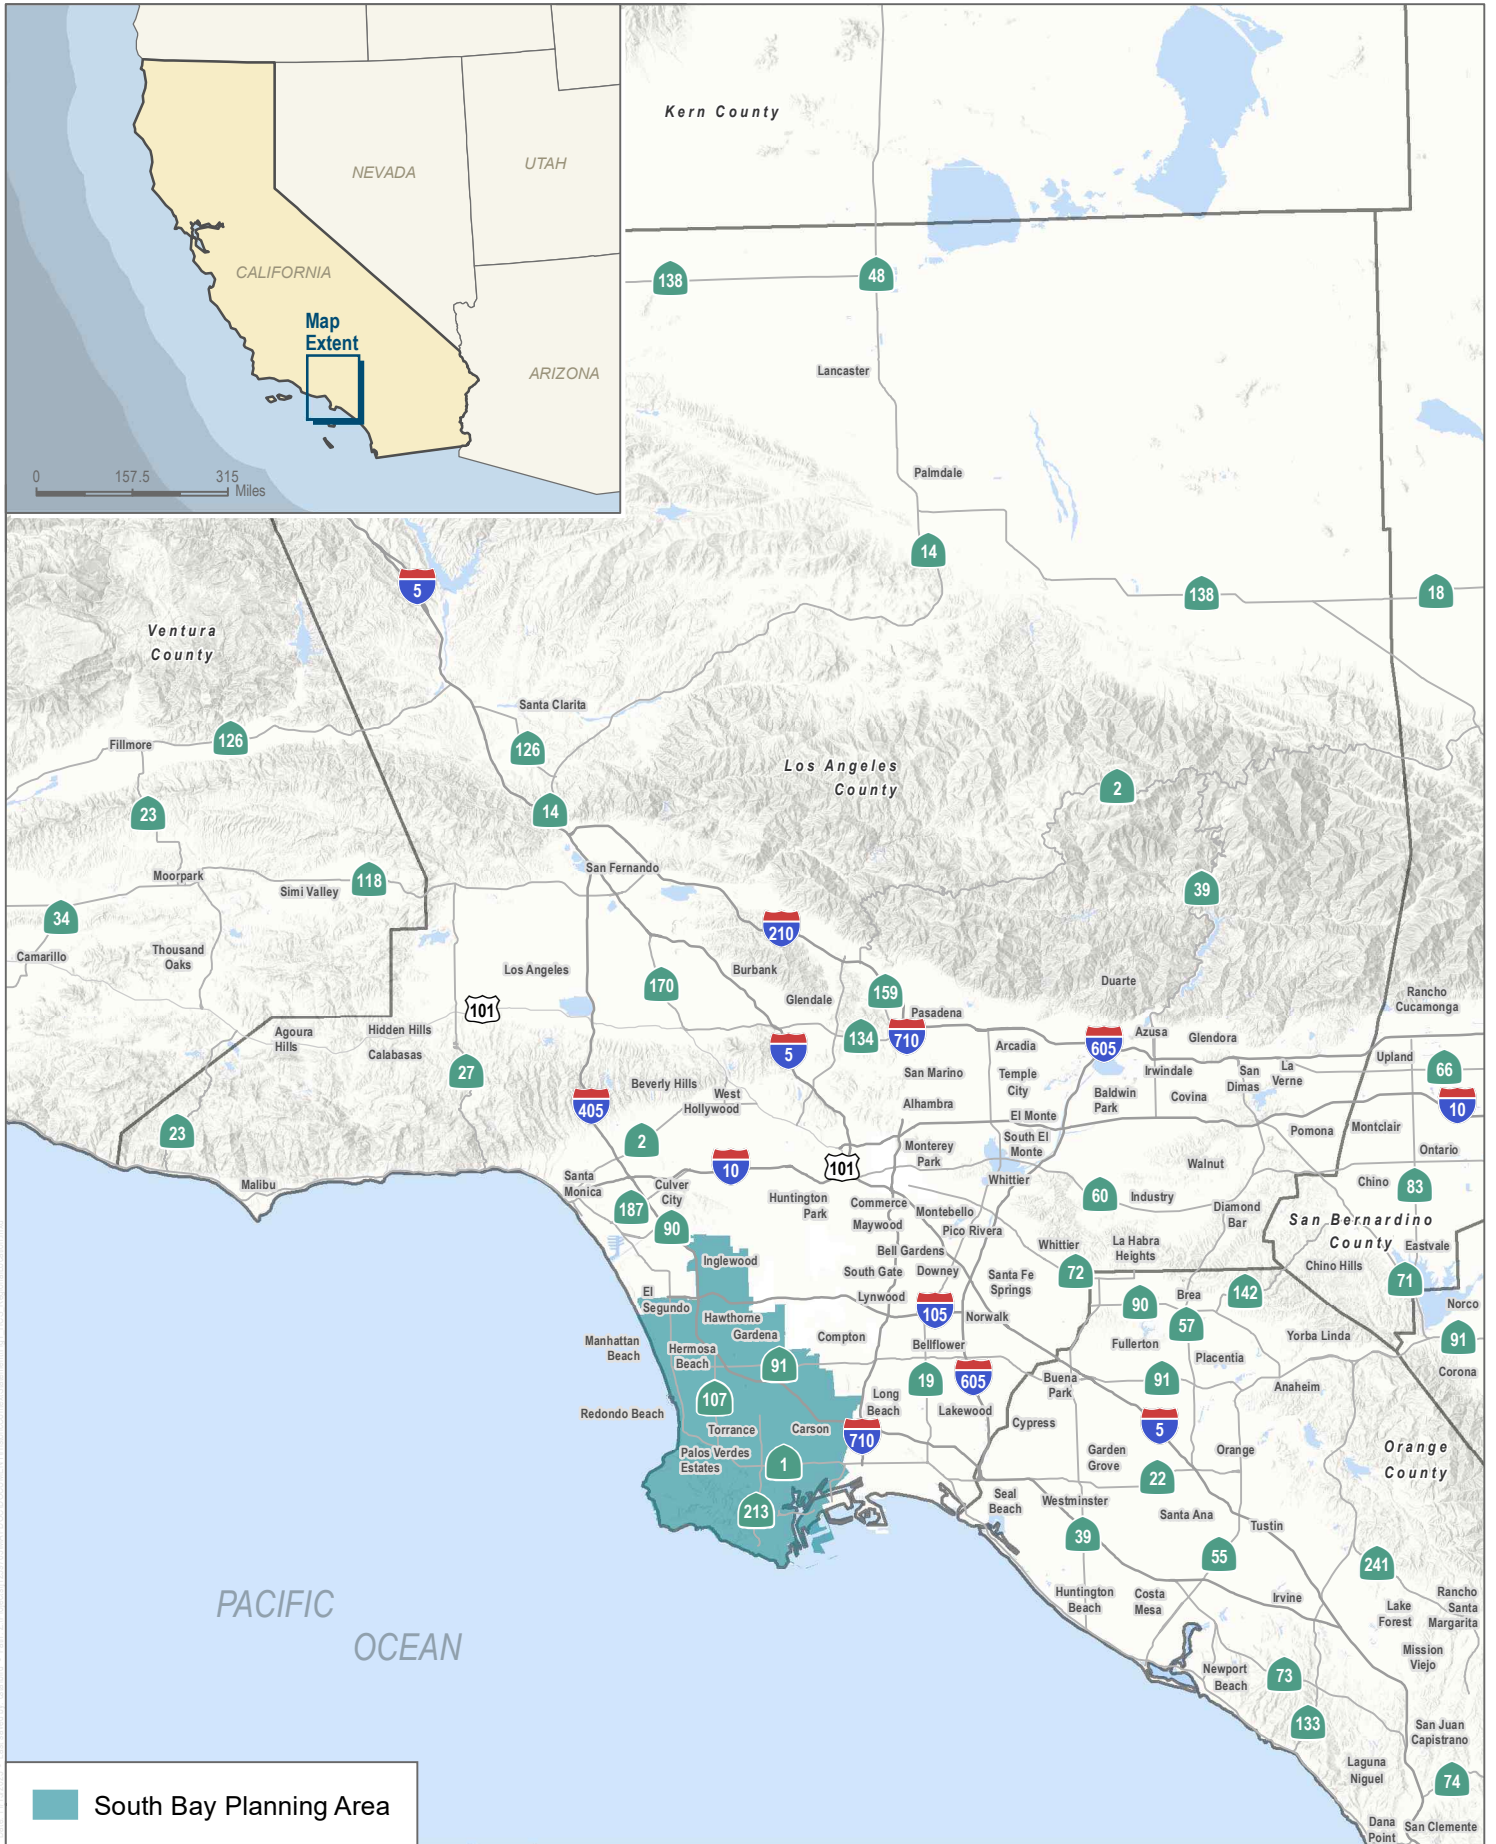 NEVADA
UTAH
CALIFORNIA
Map
Extent
ARIZONA
0
157.5
315
Miles
Kern County
138
48
Lancaster
Palmdale
14
5
138
18
Ventura
County
Santa Clarita
126
126
Fillmore
Los Angeles
County
2
23
14
San Fernando
Moorpark
118
Simi Valley
39
34
210
Camarillo
Thousand
Oaks
Los Angeles
170
Burbank
Glendale
159
Duarte
Rancho
Cucamonga
101
Pasadena
Agoura
Hills
Hidden Hills
Calabasas
134
710
5
Arcadia
605
Azusa
Glendora
27
San Marino
Temple
City
Irwindale
San
Dimas
La
Verne
Upland
66
Beverly Hills
West
Hollywood
405
Alhambra
Baldwin
Park
Covina
10
23
2
El Monte
Pomona
Montclair
Monterey
Park
South El
Monte
Ontario
10
101
Walnut
Malibu
Santa
Monica
Culver
City
Whittier
Chino
83
Huntington
Park
Commerce
60
Industry
187
90
Maywood
Montebello
Pico Rivera
Diamond
Bar
San Bernardino
County
Inglewood
Bell Gardens
Whittier
La Habra
Heights
Eastvale
South Gate
Downey
Santa Fe
Springs
72
Chino Hills
71
El
Segundo
Lynwood
105
Norwalk
90
Brea
142
Norco
Hawthorne
Gardena
Compton
57
Manhattan
Beach
Hermosa
Beach
91
Bellflower
Fullerton
Yorba Linda
91
Placentia
Corona
107
19
605
Buena
Park
91
Anaheim
Redondo Beach
Long
Beach
Lakewood
Cypress
Torrance
Carson
710
5
Palos Verdes
Estates
1
Garden
Grove
Orange
Orange
County
22
213
Seal
Beach
Westminster
Santa Ana
Tustin
39
55
241
Huntington
Beach
Costa
Mesa
Irvine
Lake
Forest
Rancho
Santa
Margarita
PACIFIC
OCEAN
Mission
Viejo
Newport
Beach
73
133
San Juan
Capistrano
Laguna
Niguel
74
South Bay Planning Area
Dana
Point
San Clemente